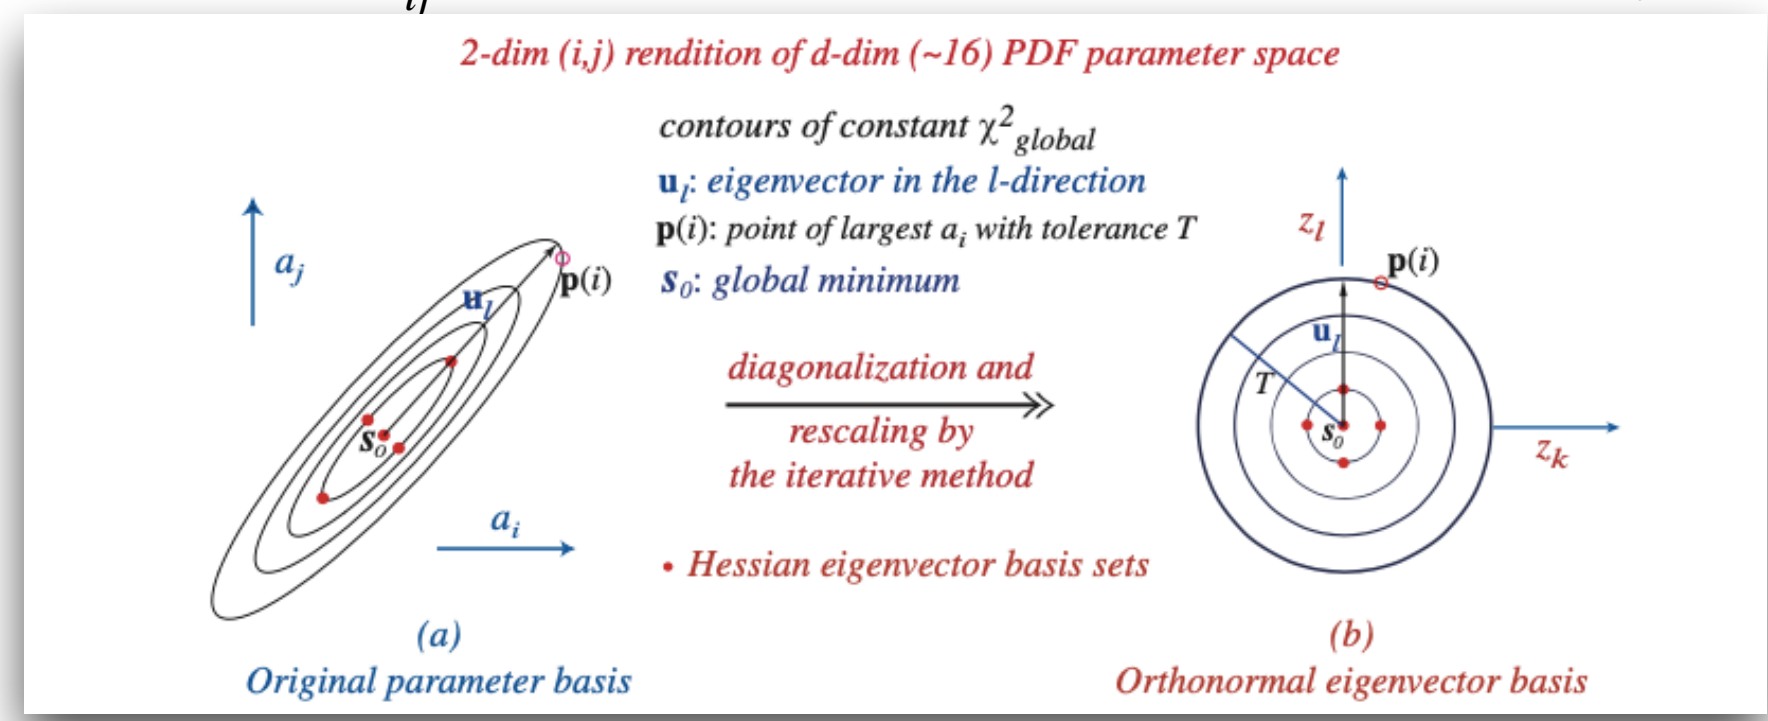 ij
2-dim (i,j) rendition of d-dim (~16) PDF parameter space
contours of constant χ²global
ul: eigenvector in the l-direction
p(i): point of largest ai with tolerance T
s0: global minimum
aj
ul
p(i)
s0
ai
diagonalization and
rescaling by
the iterative method
• Hessian eigenvector basis sets
zl
p(i)
ul
T
s0
zk
(a)
Original parameter basis
(b)
Orthonormal eigenvector basis